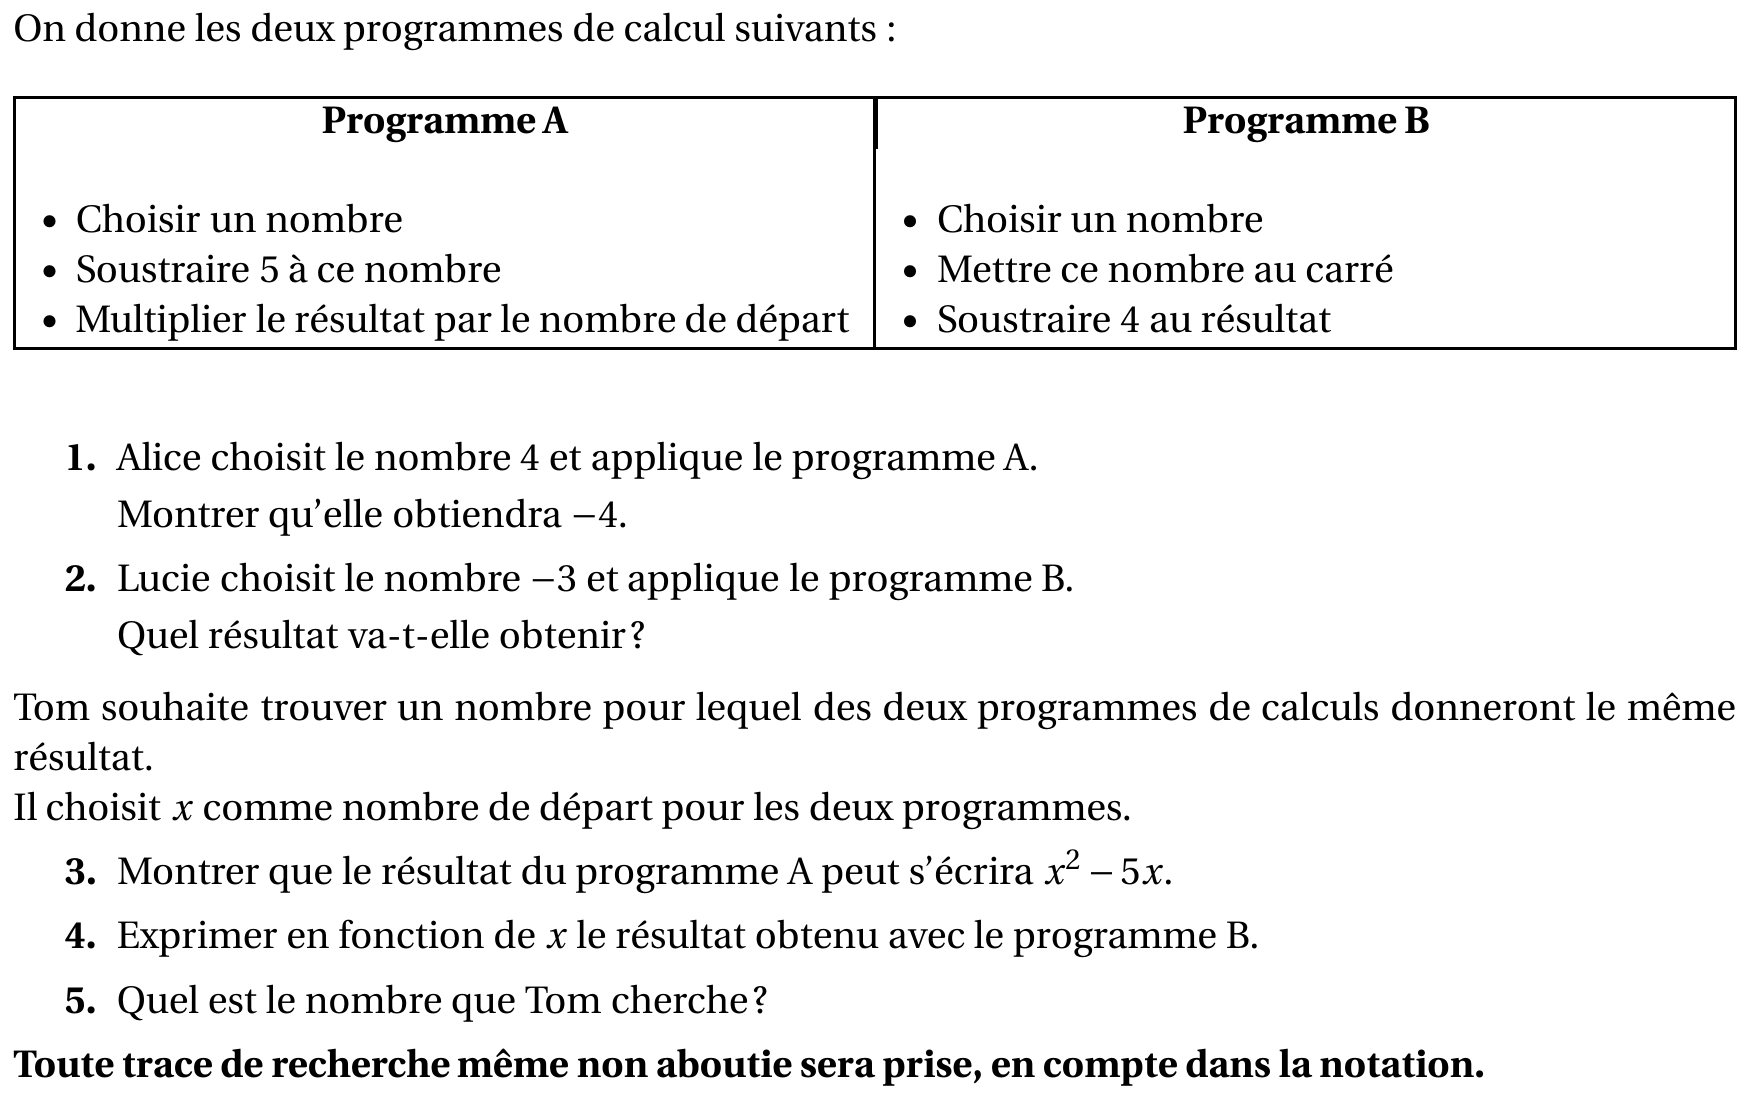 On donne les deux programmes de calcul suivants :
Programme A
• Choisir un nombre
• Soustraire 5 à ce nombre
• Multiplier le résultat par le nombre de départ
Programme B
• Choisir un nombre
• Mettre ce nombre au carré
• Soustraire 4 au résultat
1. Alice choisit le nombre 4 et applique le programme A.
Montrer qu’elle obtiendra −4.
2. Lucie choisit le nombre −3 et applique le programme B.
Quel résultat va-t-elle obtenir ?
Tom souhaite trouver un nombre pour lequel des deux programmes de calculs donneront le même
résultat.
Il choisit x comme nombre de départ pour les deux programmes.
3. Montrer que le résultat du programme A peut s’écrira x² − 5x.
4. Exprimer en fonction de x le résultat obtenu avec le programme B.
5. Quel est le nombre que Tom cherche ?
Toute trace de recherche même non aboutie sera prise, en compte dans la notation.